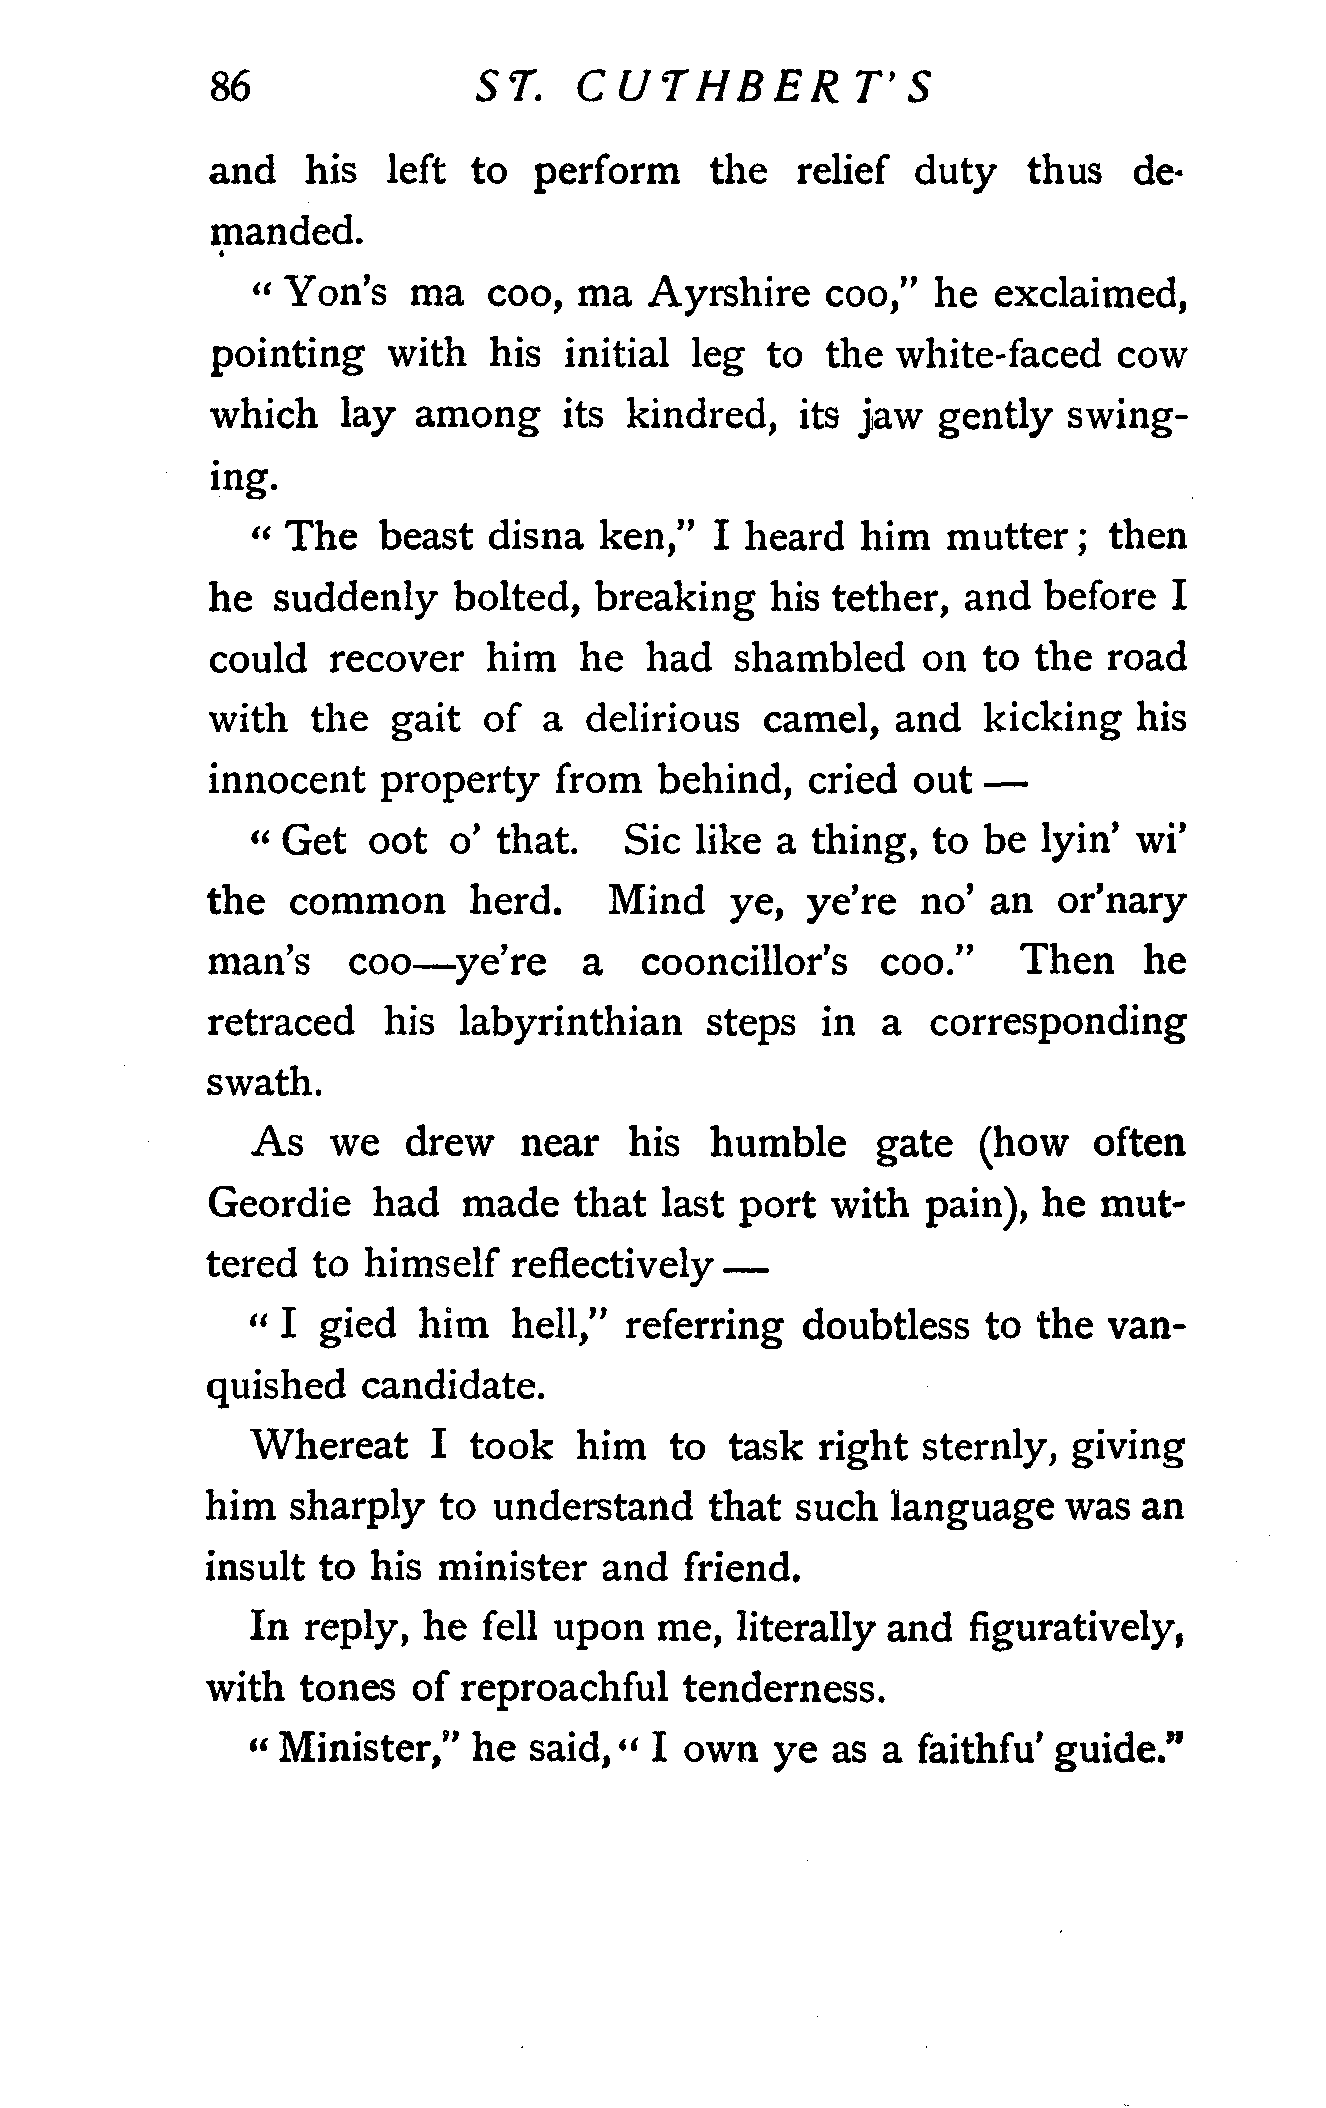 86 ST. CUTHBERT'S
and his left to perform the relief duty thus de-
manded.
"Yon's ma coo, ma Ayrshire coo," he exclaimed,
pointing with his initial leg to the white-faced cow
which lay among its kindred, its jaw gently swing-
ing.
"The beast disna ken," I heard him mutter; then
he suddenly bolted, breaking his tether, and before I
could recover him he had shambled on to the road
with the gait of a delirious camel, and kicking his
innocent property from behind, cried out —
"Get oot o' that. Sic like a thing, to be lyin' wi'
the common herd. Mind ye, ye're no' an or'nary
man's coo—ye're a cooncillor's coo." Then he
retraced his labyrinthian steps in a corresponding
swath.
As we drew near his humble gate (how often
Geordie had made that last port with pain), he mut-
tered to himself reflectively —
"I gied him hell," referring doubtless to the van-
quished candidate.
Whereat I took him to task right sternly, giving
him sharply to understand that such language was an
insult to his minister and friend.
In reply, he fell upon me, literally and figuratively,
with tones of reproachful tenderness.
"Minister," he said, "I own ye as a faithfu' guide."